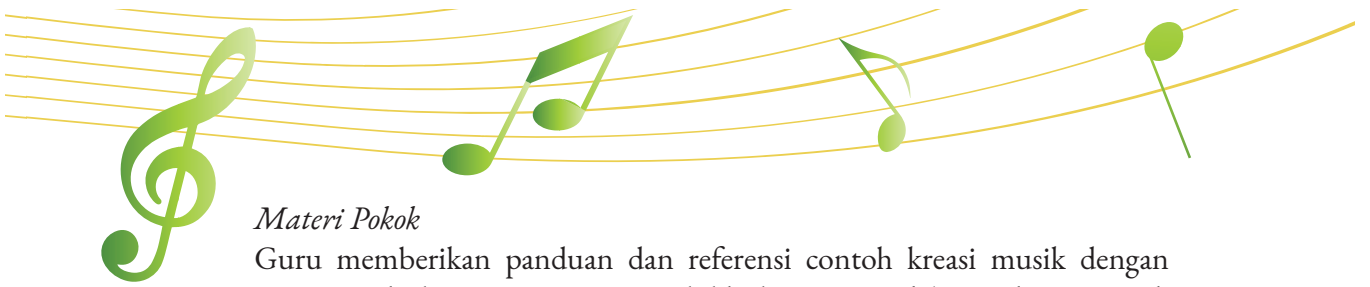 Materi Pokok
Guru memberikan panduan dan referensi contoh kreasi musik dengan